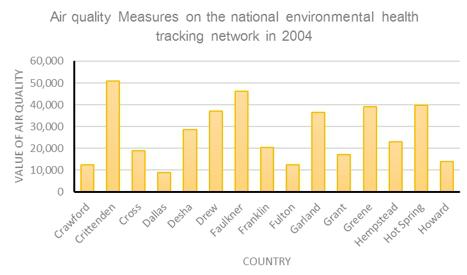 Air quality Measures on the national environmental health
tracking network in 2004
VALUE OF AIR QUALITY
60,000
50,000
40,000
30,000
20,000
10,000
0
Crawford
Crittenden
Cross
Dallas
Desha
Drew
Faulkner
Franklin
Fulton
Garland
Grant
Greene
Hempstead
Hot Spring
Howard
COUNTRY